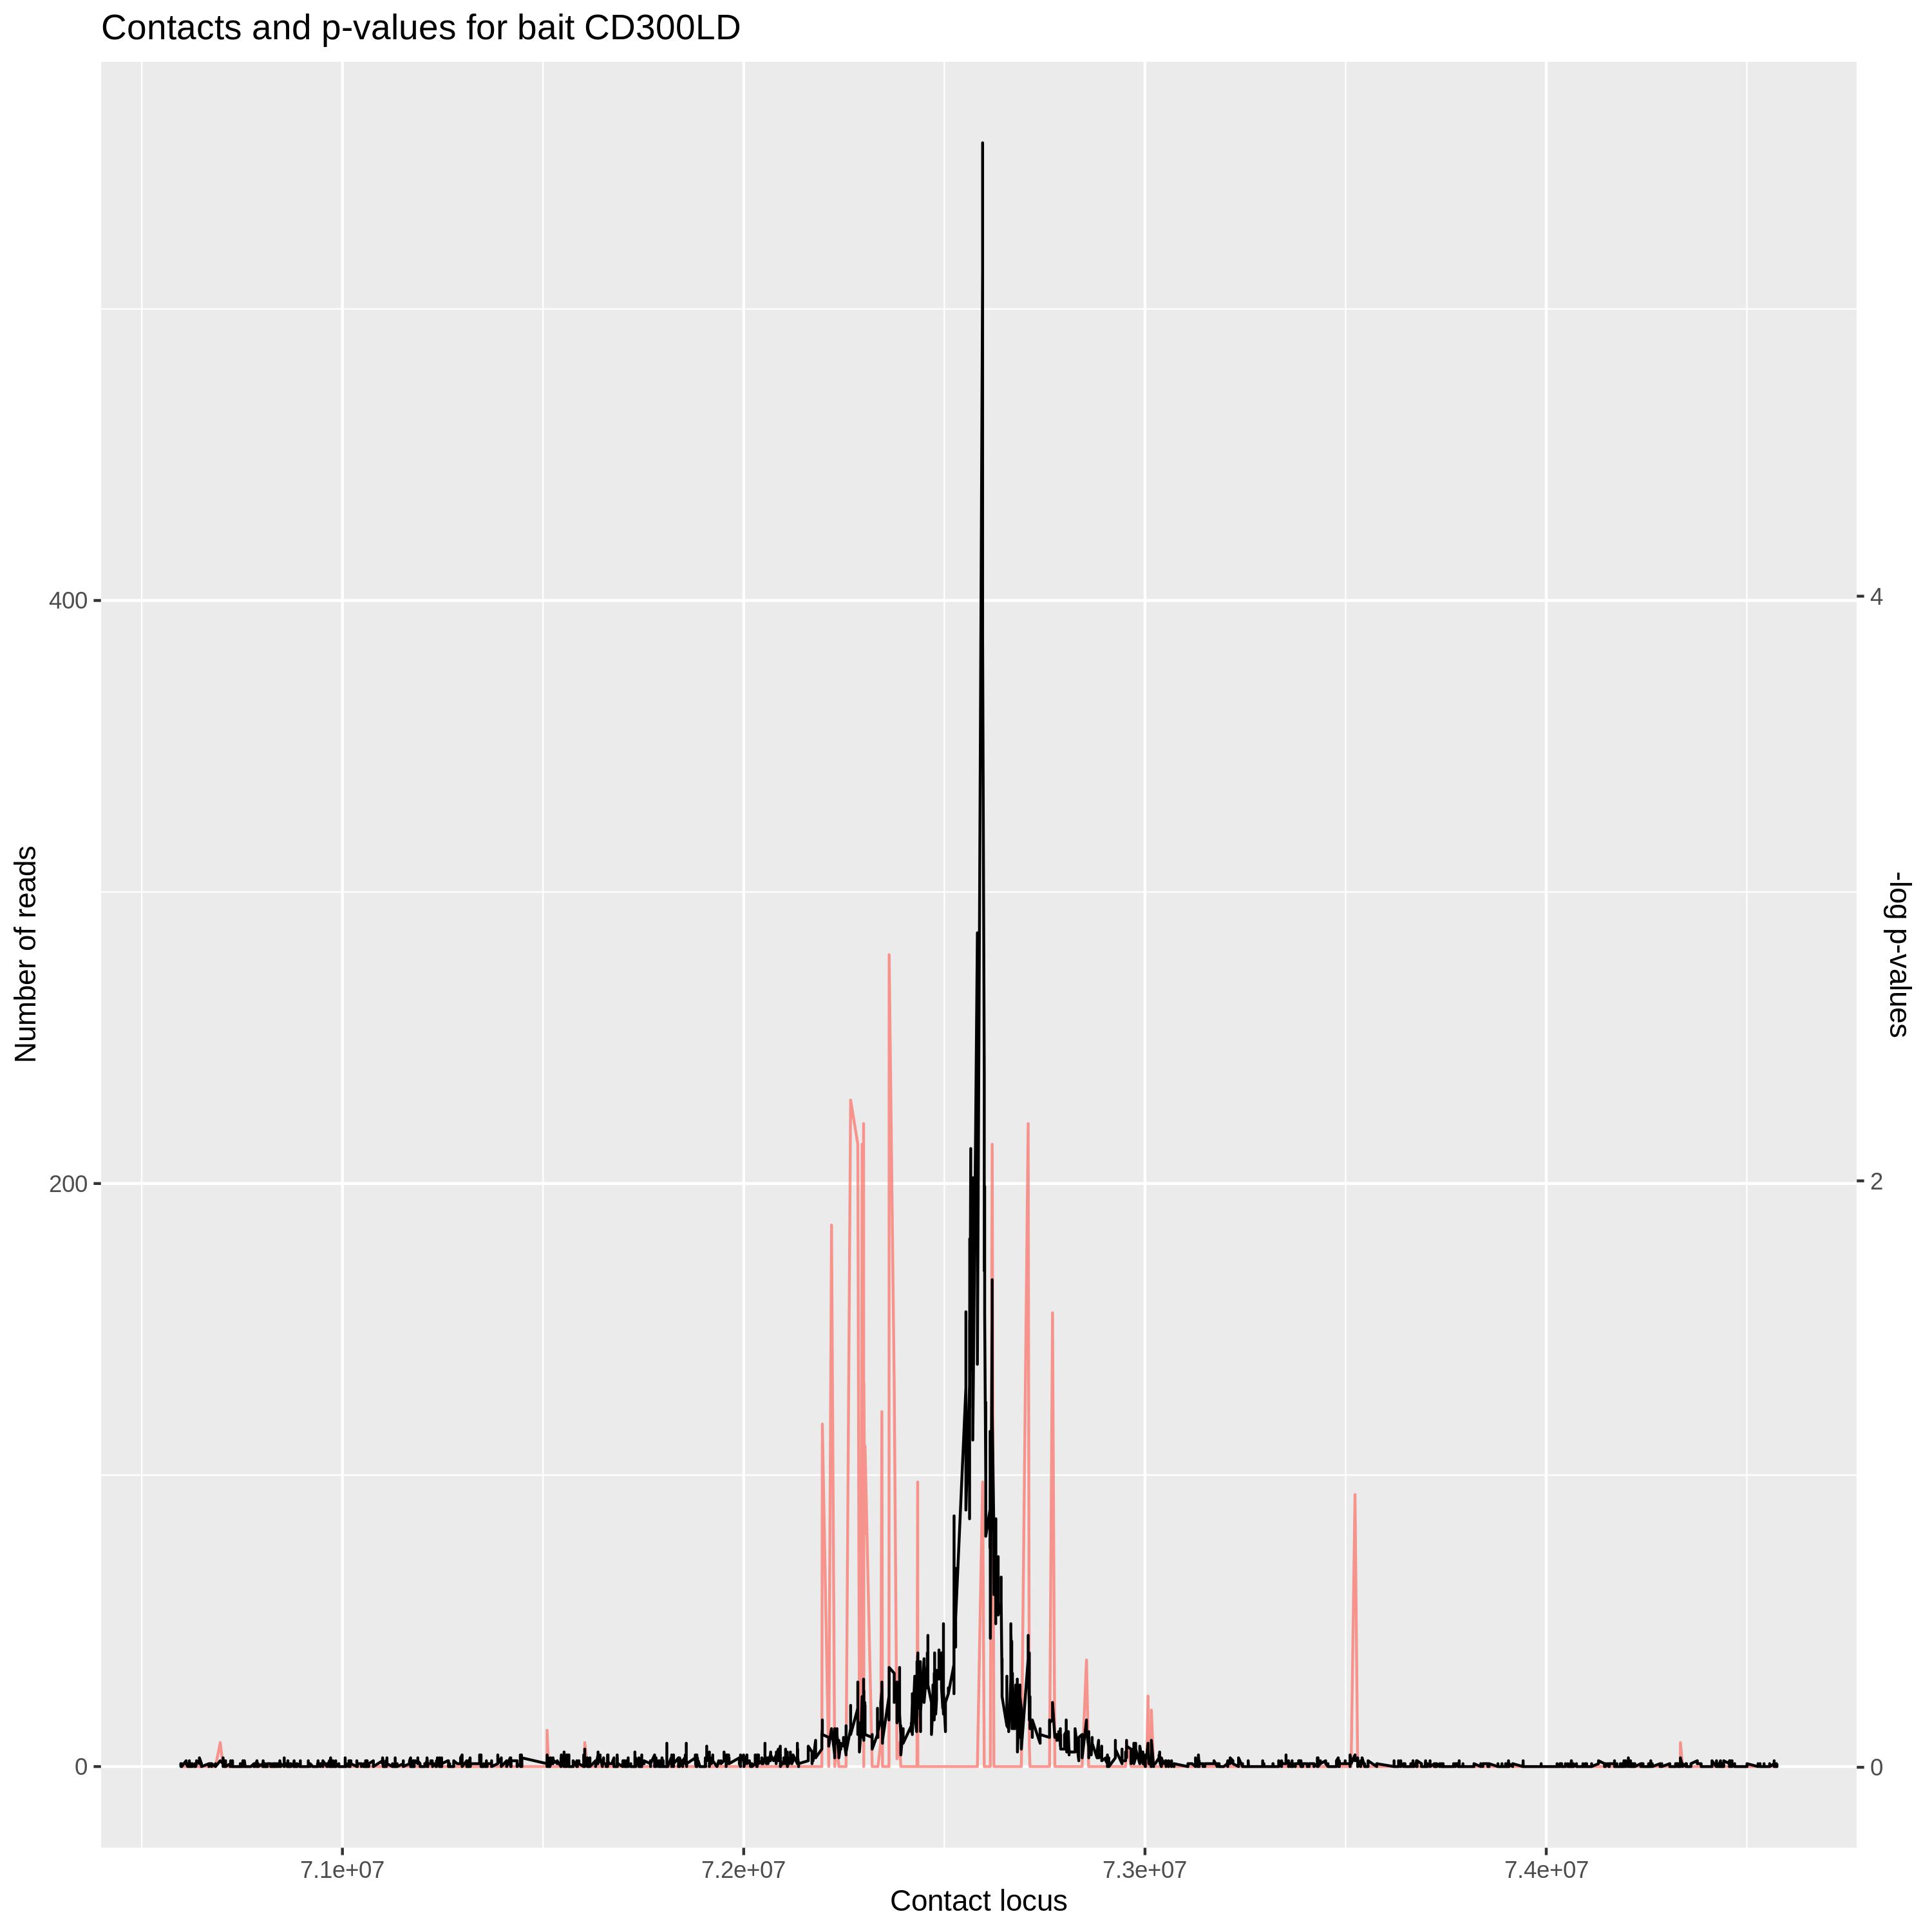 Contacts and p-values for bait CD300LD
Number of reads
400
200
0
4
2
0
-log p-values
7.1e+07
7.2e+07
7.3e+07
7.4e+07
Contact locus